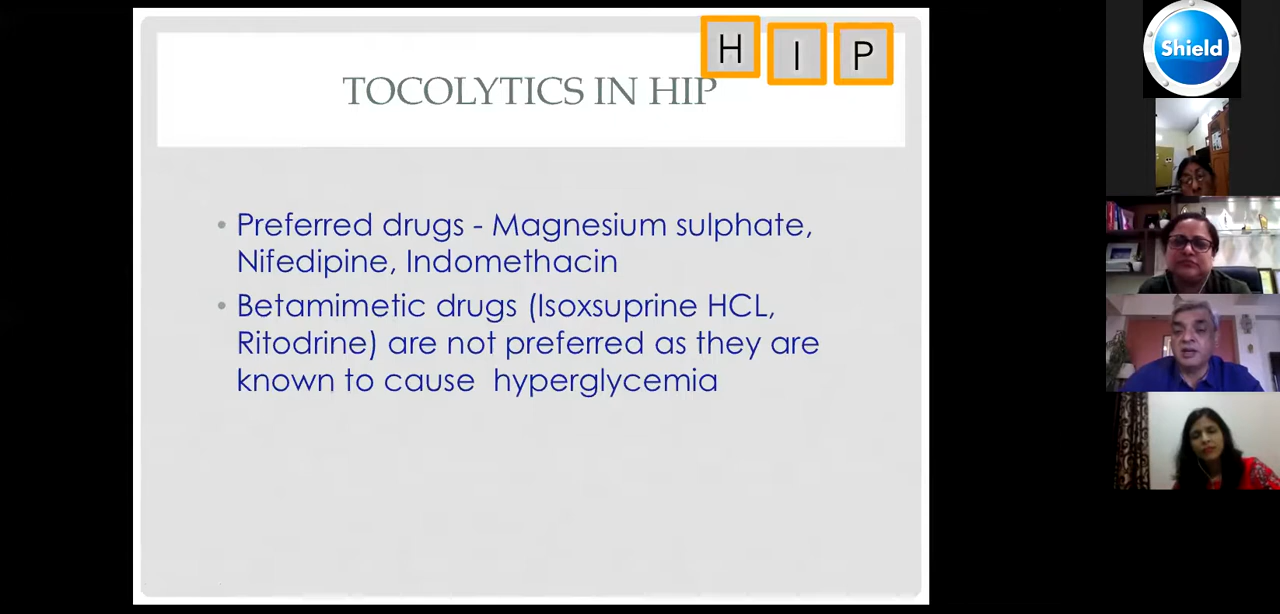 H I P
TOCOLYTICS IN HIP
• Preferred drugs - Magnesium sulphate,
Nifedipine, Indomethacin
• Betamimetic drugs (Isoxsuprine HCL,
Ritodrine) are not preferred as they are
known to cause hyperglycemia
Shield